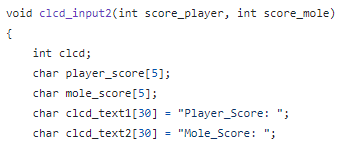 void clcd_input2(int score_player, int score_mole)
{
    int clcd;
    char player_score[5];
    char mole_score[5];
    char clcd_text1[30] = "Player_Score: ";
    char clcd_text2[30] = "Mole_Score: ";